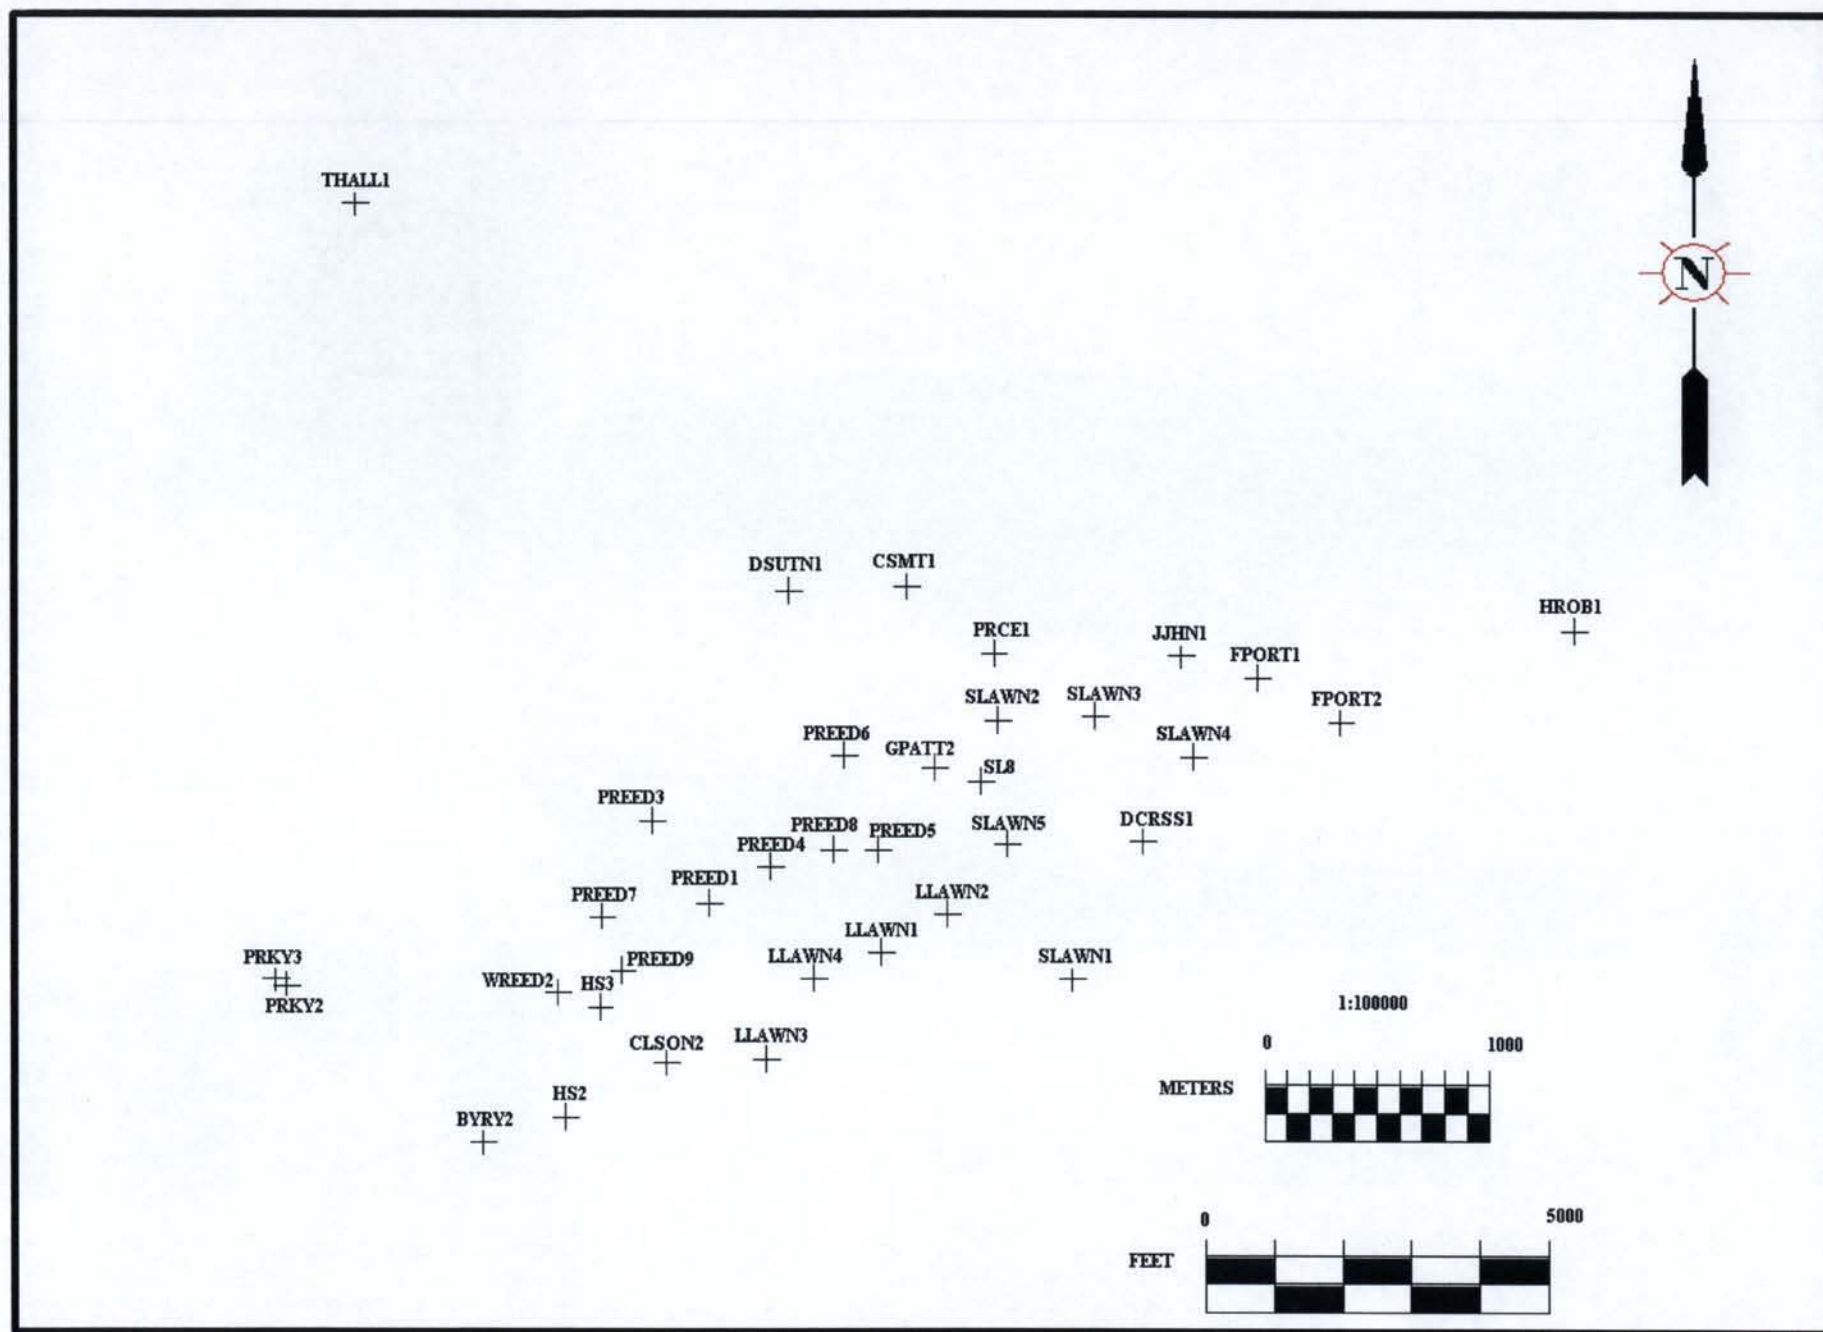 THALL1
N
DSUTN1
CSMT1
HROB1
PRCE1
JJHN1
FPORT1
SLAWN2
SLAWN3
FPORT2
PREED6
GPATT2
SLAWN4
SL8
PREED3
PREED8
PREED5
SLAWN5
DCRSS1
PREED4
PREED1
PREED7
LLAWN2
LLAWN1
PRKY3
PREED9
LLAWN4
SLAWN1
WREED2
HS3
PRKY2
1:100000
CLSON2
LLAWN3
0 1000
METERS
HS2
BYRY2
0 5000
FEET